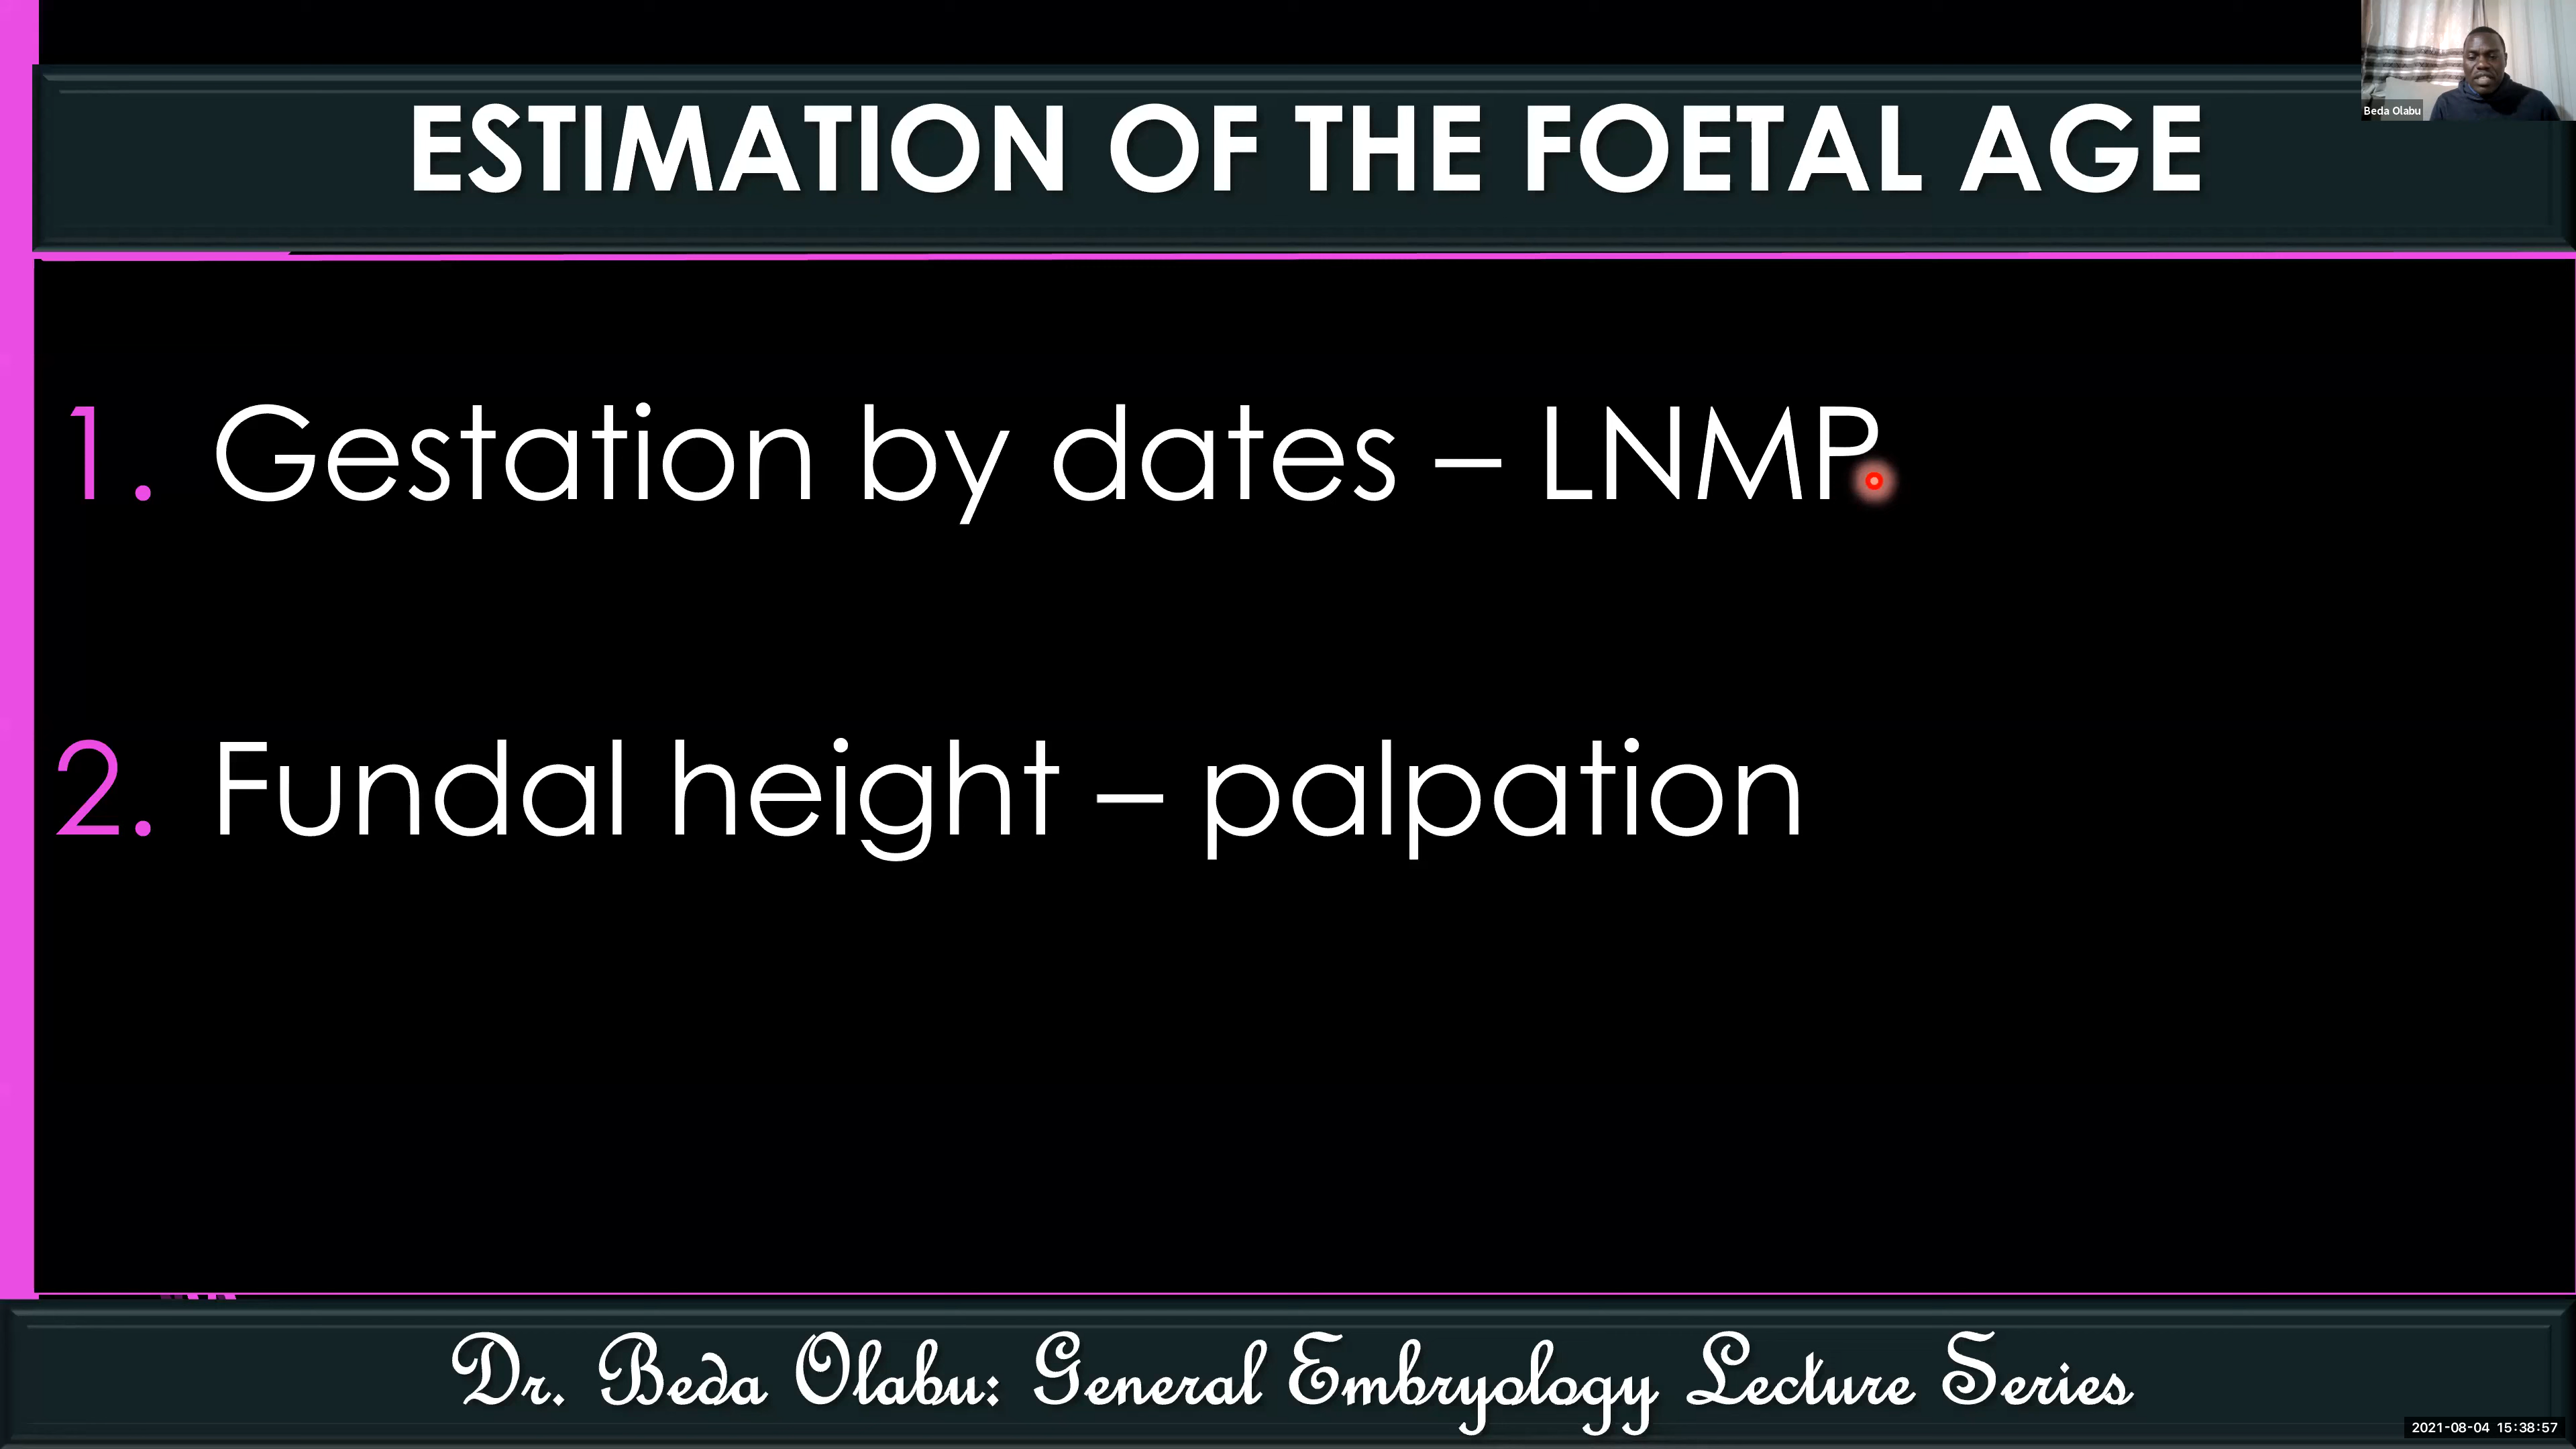 Beda Olabu
ESTIMATION OF THE FOETAL AGE
1. Gestation by dates – LNMP
2. Fundal height – palpation
Dr. Beda Olabu: General Embryology Lecture Series
2021-08-04 15:38:57